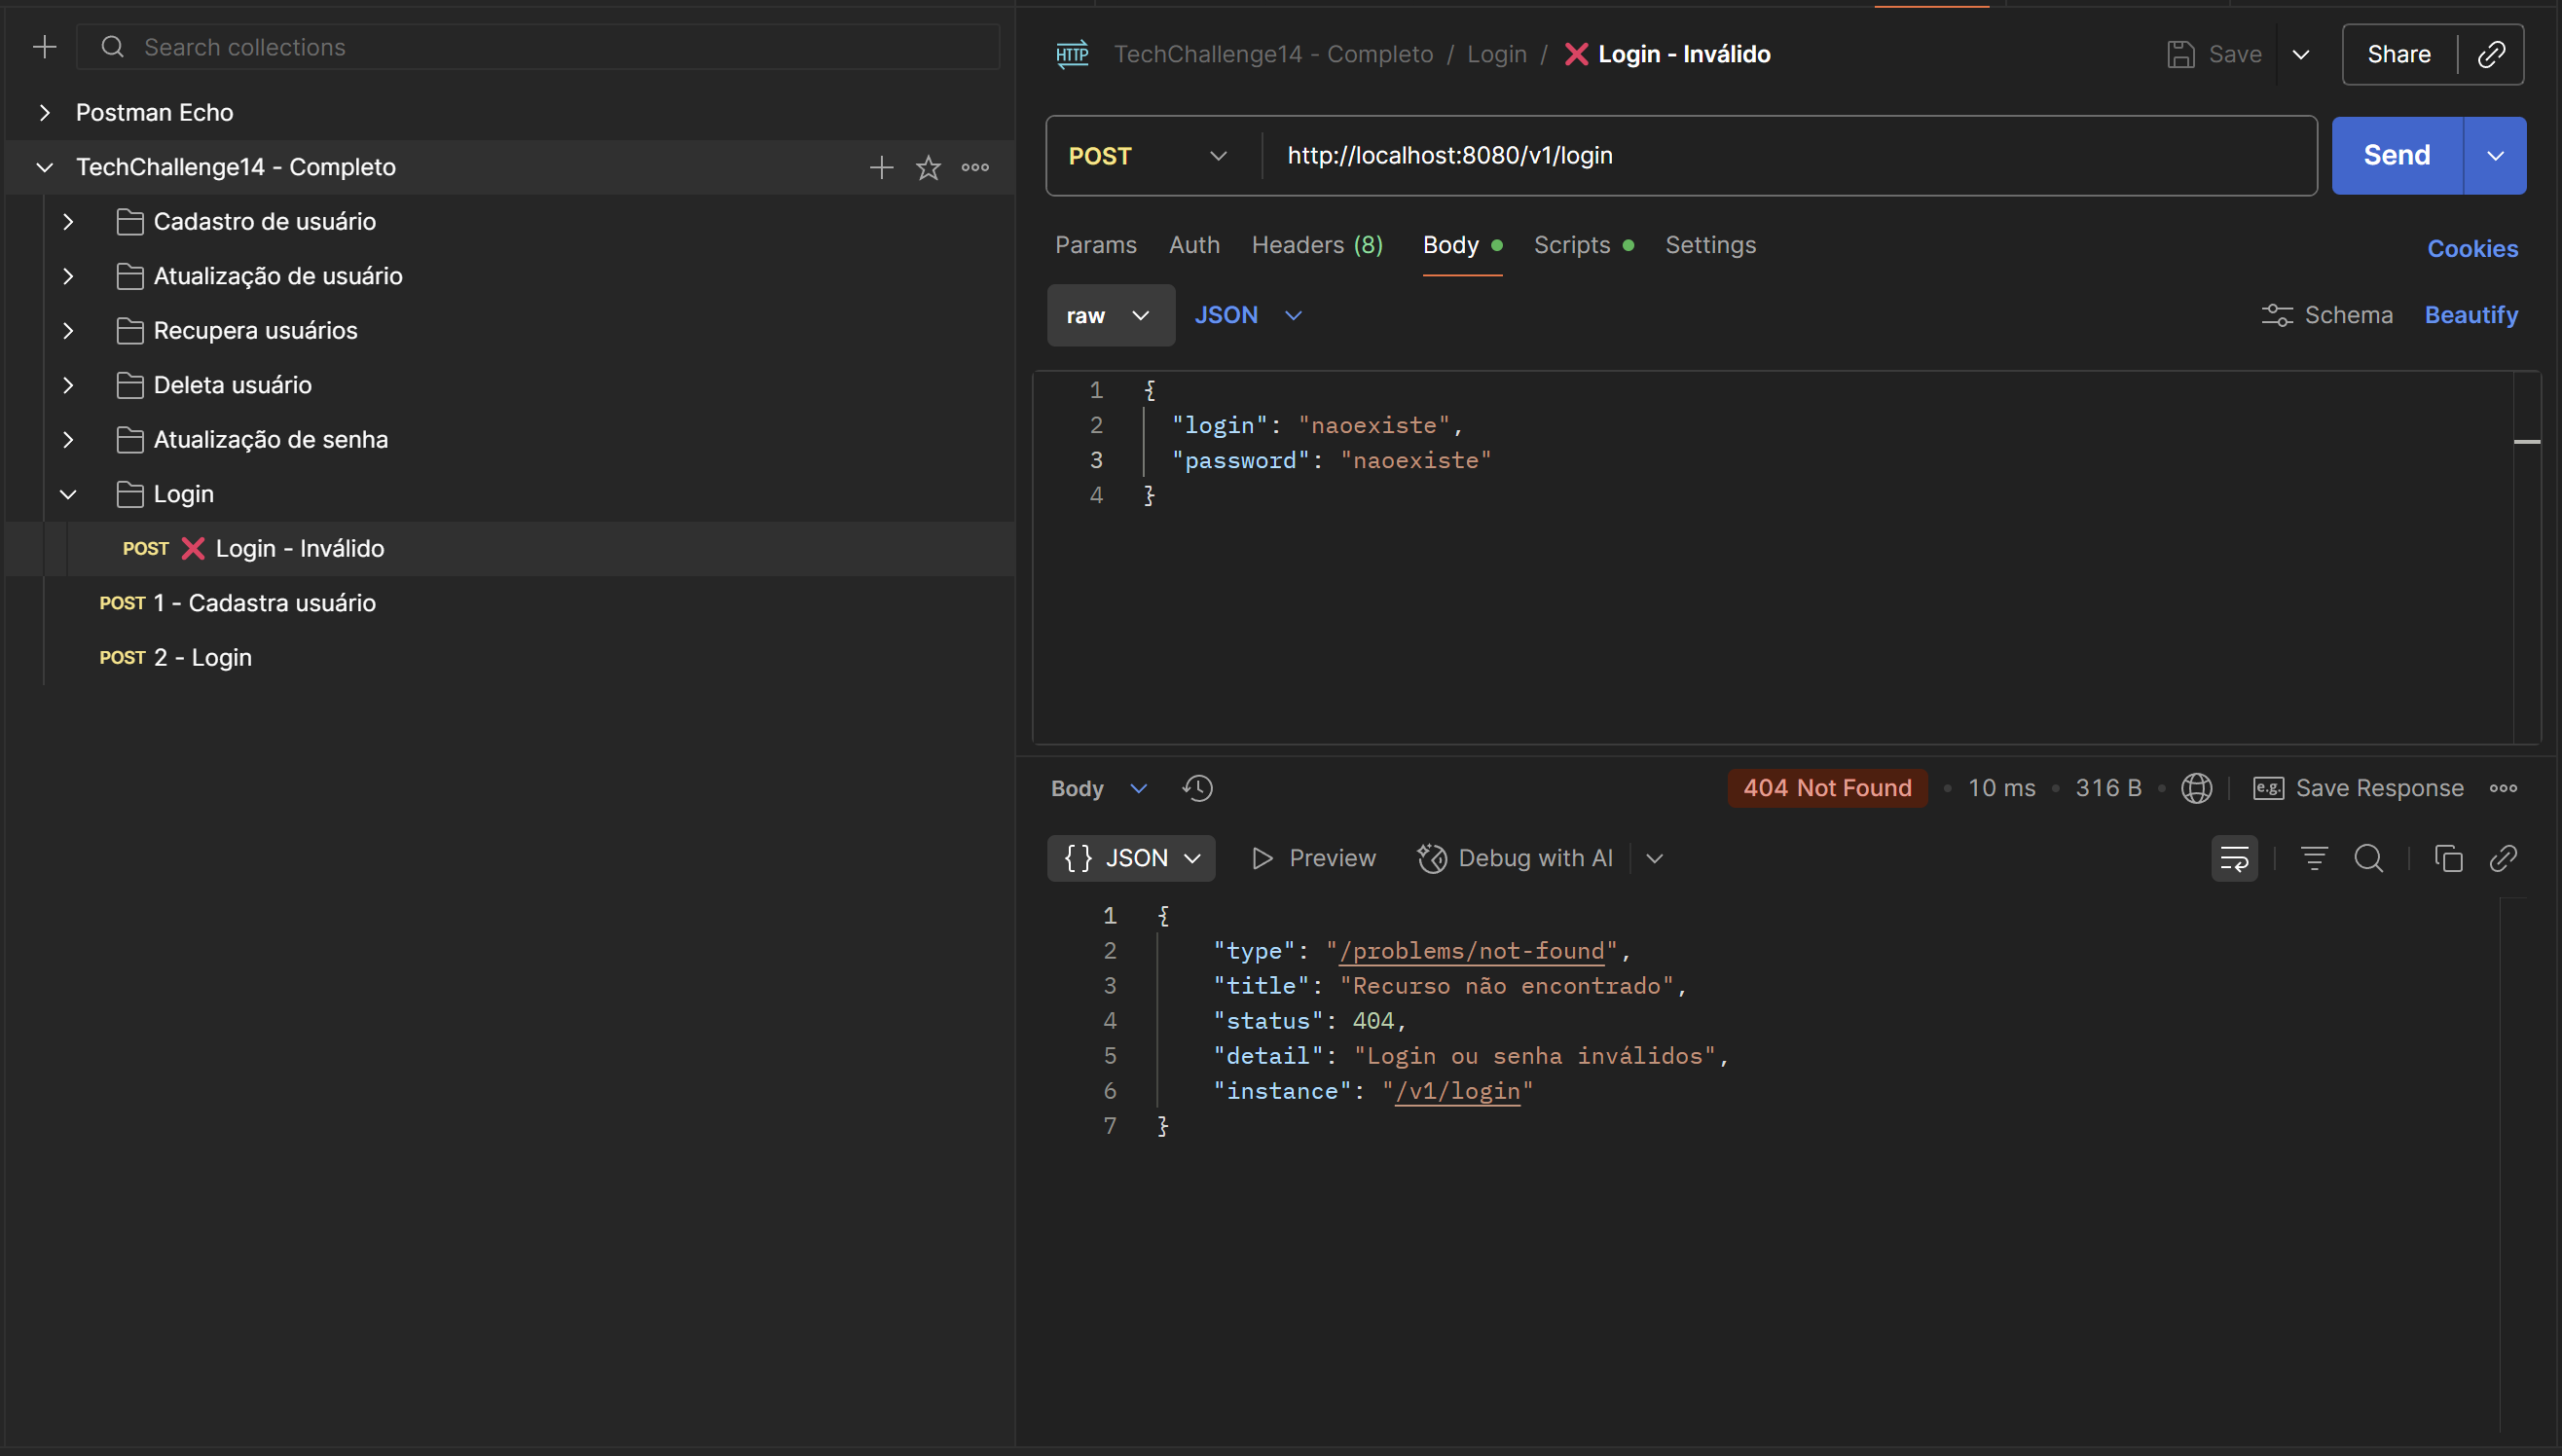 Search collections
Postman Echo
TechChallenge14 - Completo
Cadastro de usuário
Atualização de usuário
Recupera usuários
Deleta usuário
Atualização de senha
Login
POST ❌ Login - Inválido
POST 1 - Cadastra usuário
POST 2 - Login
HTTP TechChallenge14 - Completo / Login / ❌ Login - Inválido
Save
Share
POST http://localhost:8080/v1/login
Send
Params Auth Headers (8) Body Scripts Settings
Cookies
raw JSON
Schema Beautify
1 {
2 "login": "naoexiste",
3 "password": "naoexiste"
4 }
Body
404 Not Found • 10 ms • 316 B
e.g. Save Response
{} JSON Preview Debug with AI
1 {
2 "type": "/problems/not-found",
3 "title": "Recurso não encontrado",
4 "status": 404,
5 "detail": "Login ou senha inválidos",
6 "instance": "/v1/login"
7 }